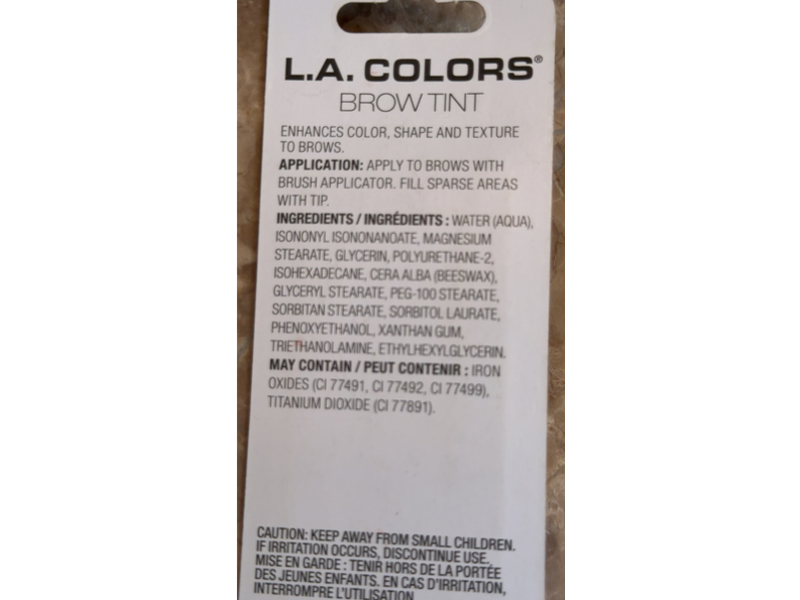 L.A. COLORS®
BROW TINT
ENHANCES COLOR, SHAPE AND TEXTURE
TO BROWS.
APPLICATION: APPLY TO BROWS WITH
BRUSH APPLICATOR. FILL SPARSE AREAS
WITH TIP.
INGREDIENTS / INGRÉDIENTS : WATER (AQUA),
ISONONYL ISONONANOATE, MAGNESIUM
STEARATE, GLYCERIN, POLYURETHANE-2,
ISOHEXADECANE, CERA ALBA (BEESWAX),
GLYCERYL STEARATE, PEG-100 STEARATE,
SORBITAN STEARATE, SORBITOL LAURATE,
PHENOXYETHANOL, XANTHAN GUM,
TRIETHANOLAMINE, ETHYLHEXYLGLYCERIN.
MAY CONTAIN / PEUT CONTENIR : IRON
OXIDES (CI 77491, CI 77492, CI 77499),
TITANIUM DIOXIDE (CI 77891).
CAUTION: KEEP AWAY FROM SMALL CHILDREN.
IF IRRITATION OCCURS, DISCONTINUE USE.
MISE EN GARDE : TENIR HORS DE LA PORTÉE
DES JEUNES ENFANTS. EN CAS D'IRRITATION,
INTERROMPRE L'UTILISATION